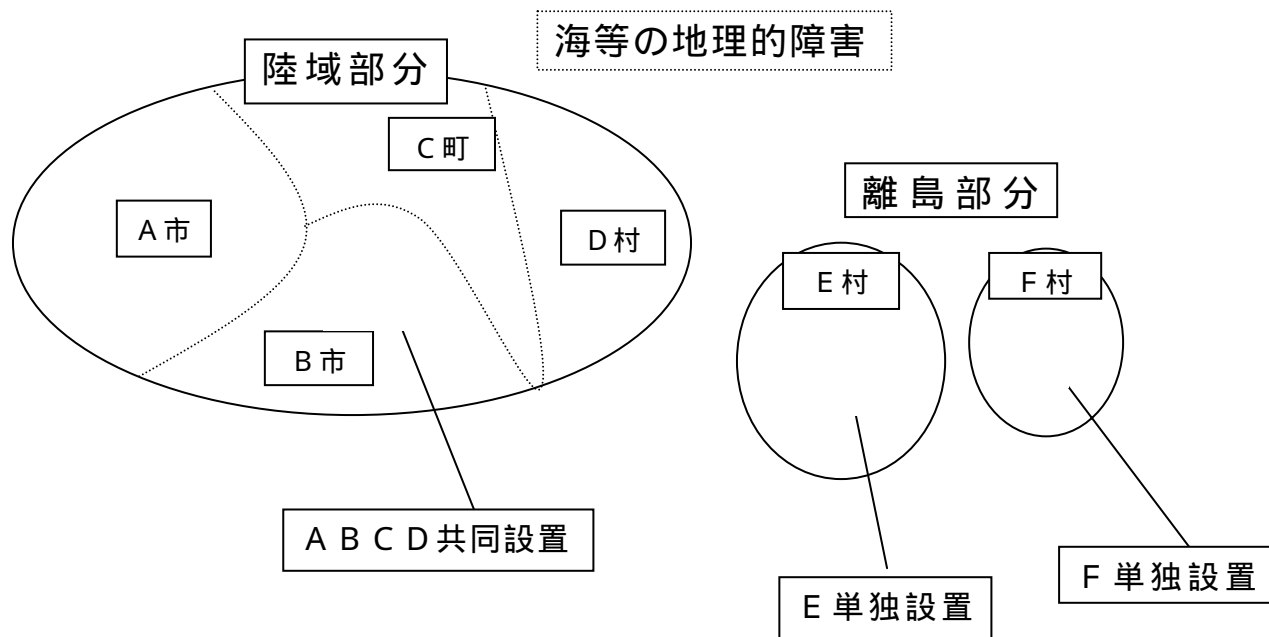 海等の地理的障害
陸域部分
C町
離島部分
A市
D村
E村
F村
B市
ABCD共同設置
F単独設置
E単独設置